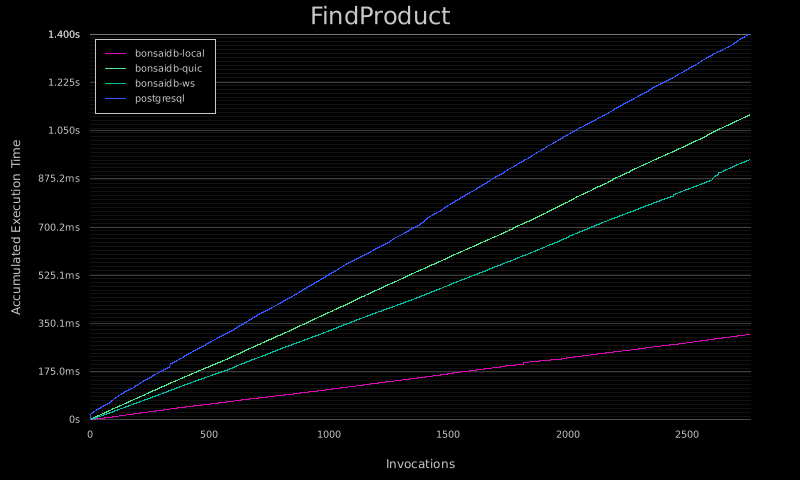 FindProduct
1.400s
bonsaidb-local
bonsaidb-quic
bonsaidb-ws
postgresql
1.225s
1.050s
875.2ms
700.2ms
525.1ms
350.1ms
175.0ms
0s
Accumulated Execution Time
0 500 1000 1500 2000 2500
Invocations